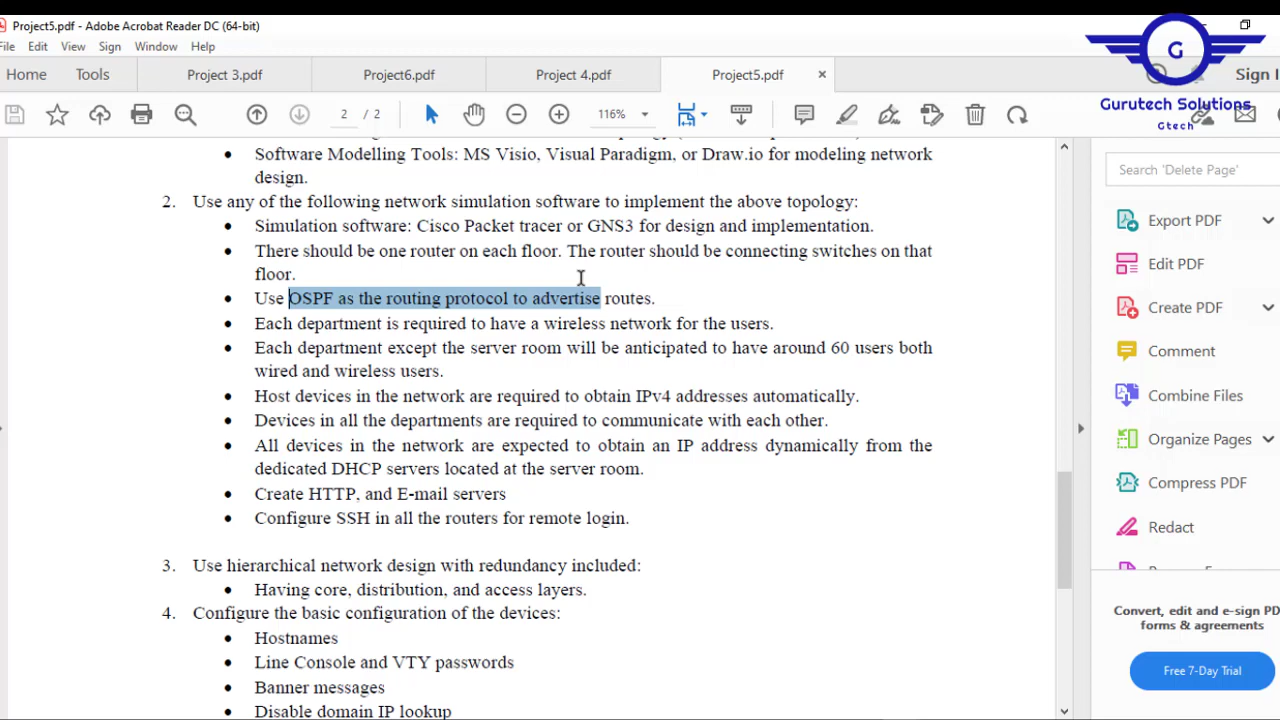 Project5.pdf - Adobe Acrobat Reader DC (64-bit)
File Edit View Sign Window Help
G
Gurutech Solutions
Gtech
Home Tools Project 3.pdf Project6.pdf Project 4.pdf Project5.pdf × Sign I
2 / 2 116%
Software Modelling Tools: MS Visio, Visual Paradigm, or Draw.io for modeling network
design.
2. Use any of the following network simulation software to implement the above topology:
• Simulation software: Cisco Packet tracer or GNS3 for design and implementation.
• There should be one router on each floor. The router should be connecting switches on that
floor.
• Use OSPF as the routing protocol to advertise routes.
• Each department is required to have a wireless network for the users.
• Each department except the server room will be anticipated to have around 60 users both
wired and wireless users.
• Host devices in the network are required to obtain IPv4 addresses automatically.
• Devices in all the departments are required to communicate with each other.
• All devices in the network are expected to obtain an IP address dynamically from the
dedicated DHCP servers located at the server room.
• Create HTTP, and E-mail servers
• Configure SSH in all the routers for remote login.
3. Use hierarchical network design with redundancy included:
• Having core, distribution, and access layers.
4. Configure the basic configuration of the devices:
• Hostnames
• Line Console and VTY passwords
• Banner messages
• Disable domain IP lookup
Search 'Delete Page'
Export PDF
Edit PDF
Create PDF
Comment
Combine Files
Organize Pages
Compress PDF
Redact
Convert, edit and e-sign PD
forms & agreements
Free 7-Day Trial